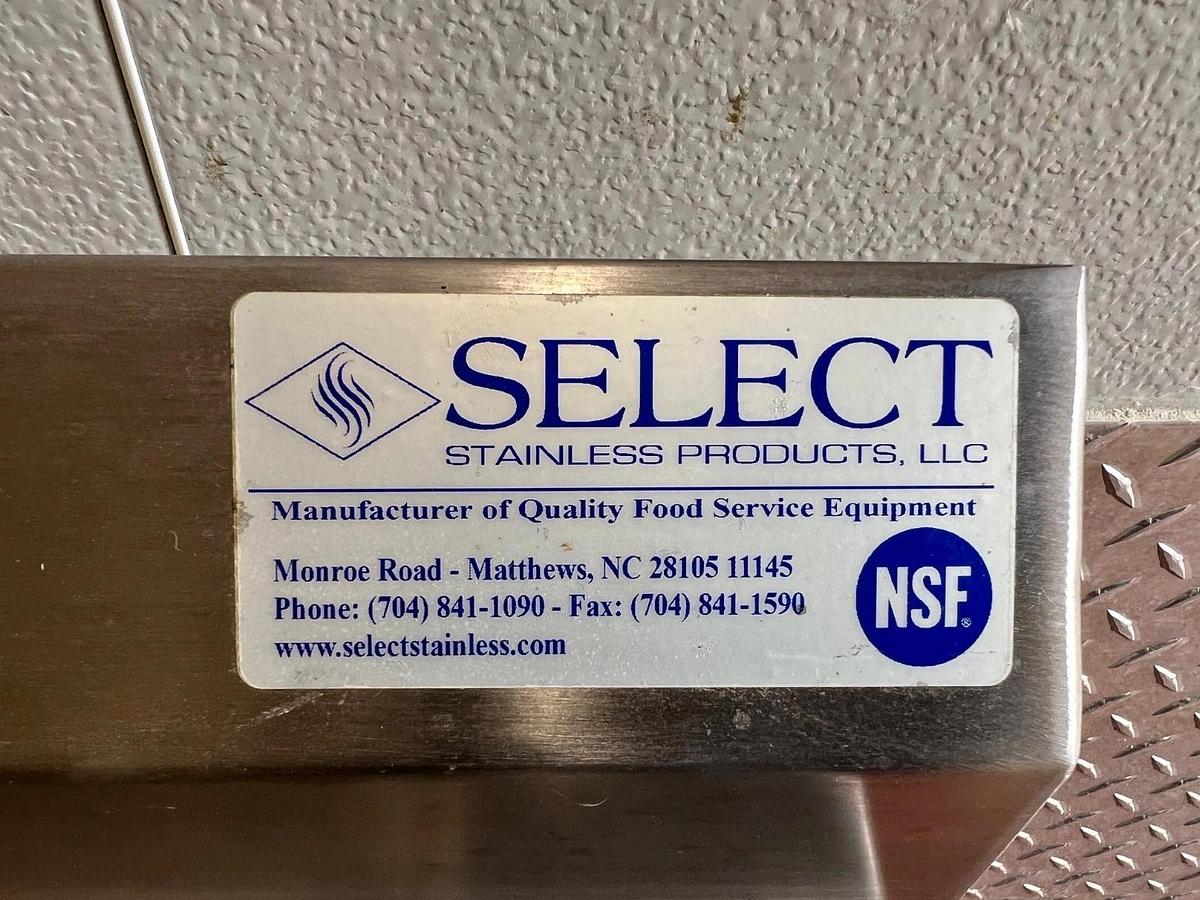 SELECT
STAINLESS PRODUCTS, LLC
Manufacturer of Quality Food Service Equipment
Monroe Road - Matthews, NC 28105 11145
Phone: (704) 841-1090 - Fax: (704) 841-1590
www.selectstainless.com
NSF®